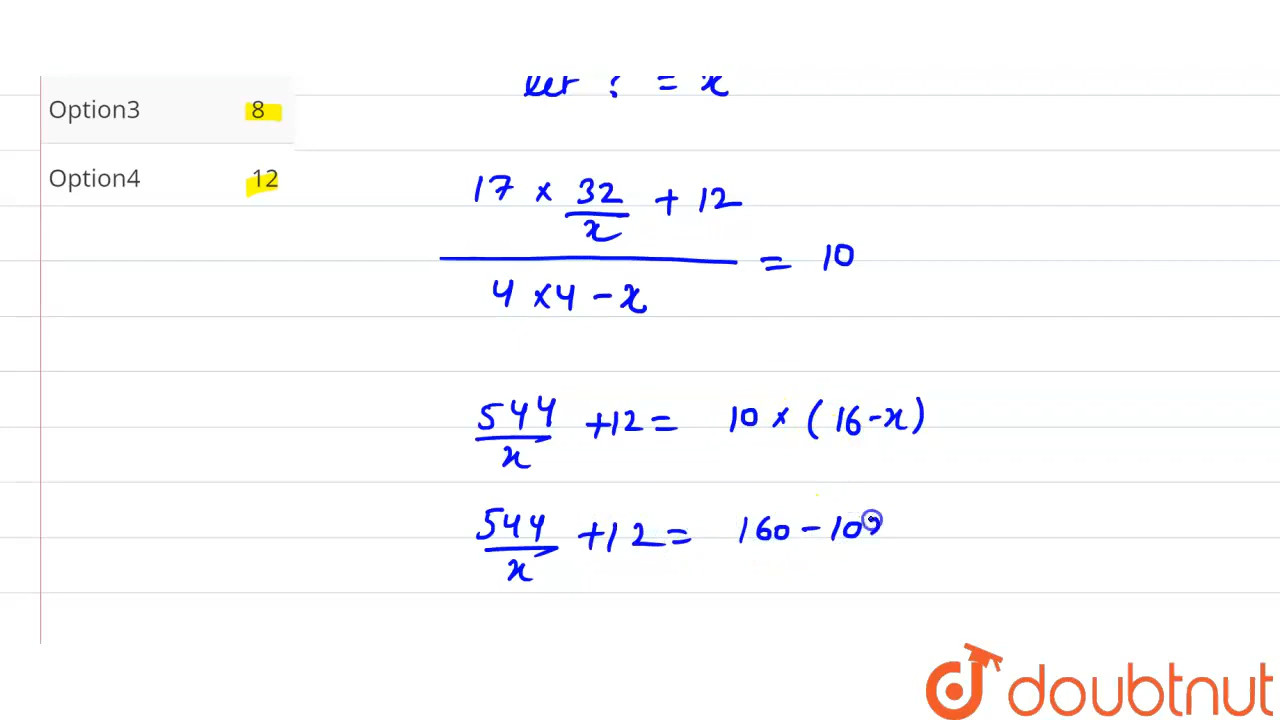 let ? = x
Option3 8
Option4 12
17 × 32/x + 12
= 10
4 × 4 - x
544/x + 12 = 10 × (16 - x)
544/x + 12 = 160 - 10
doubtnut